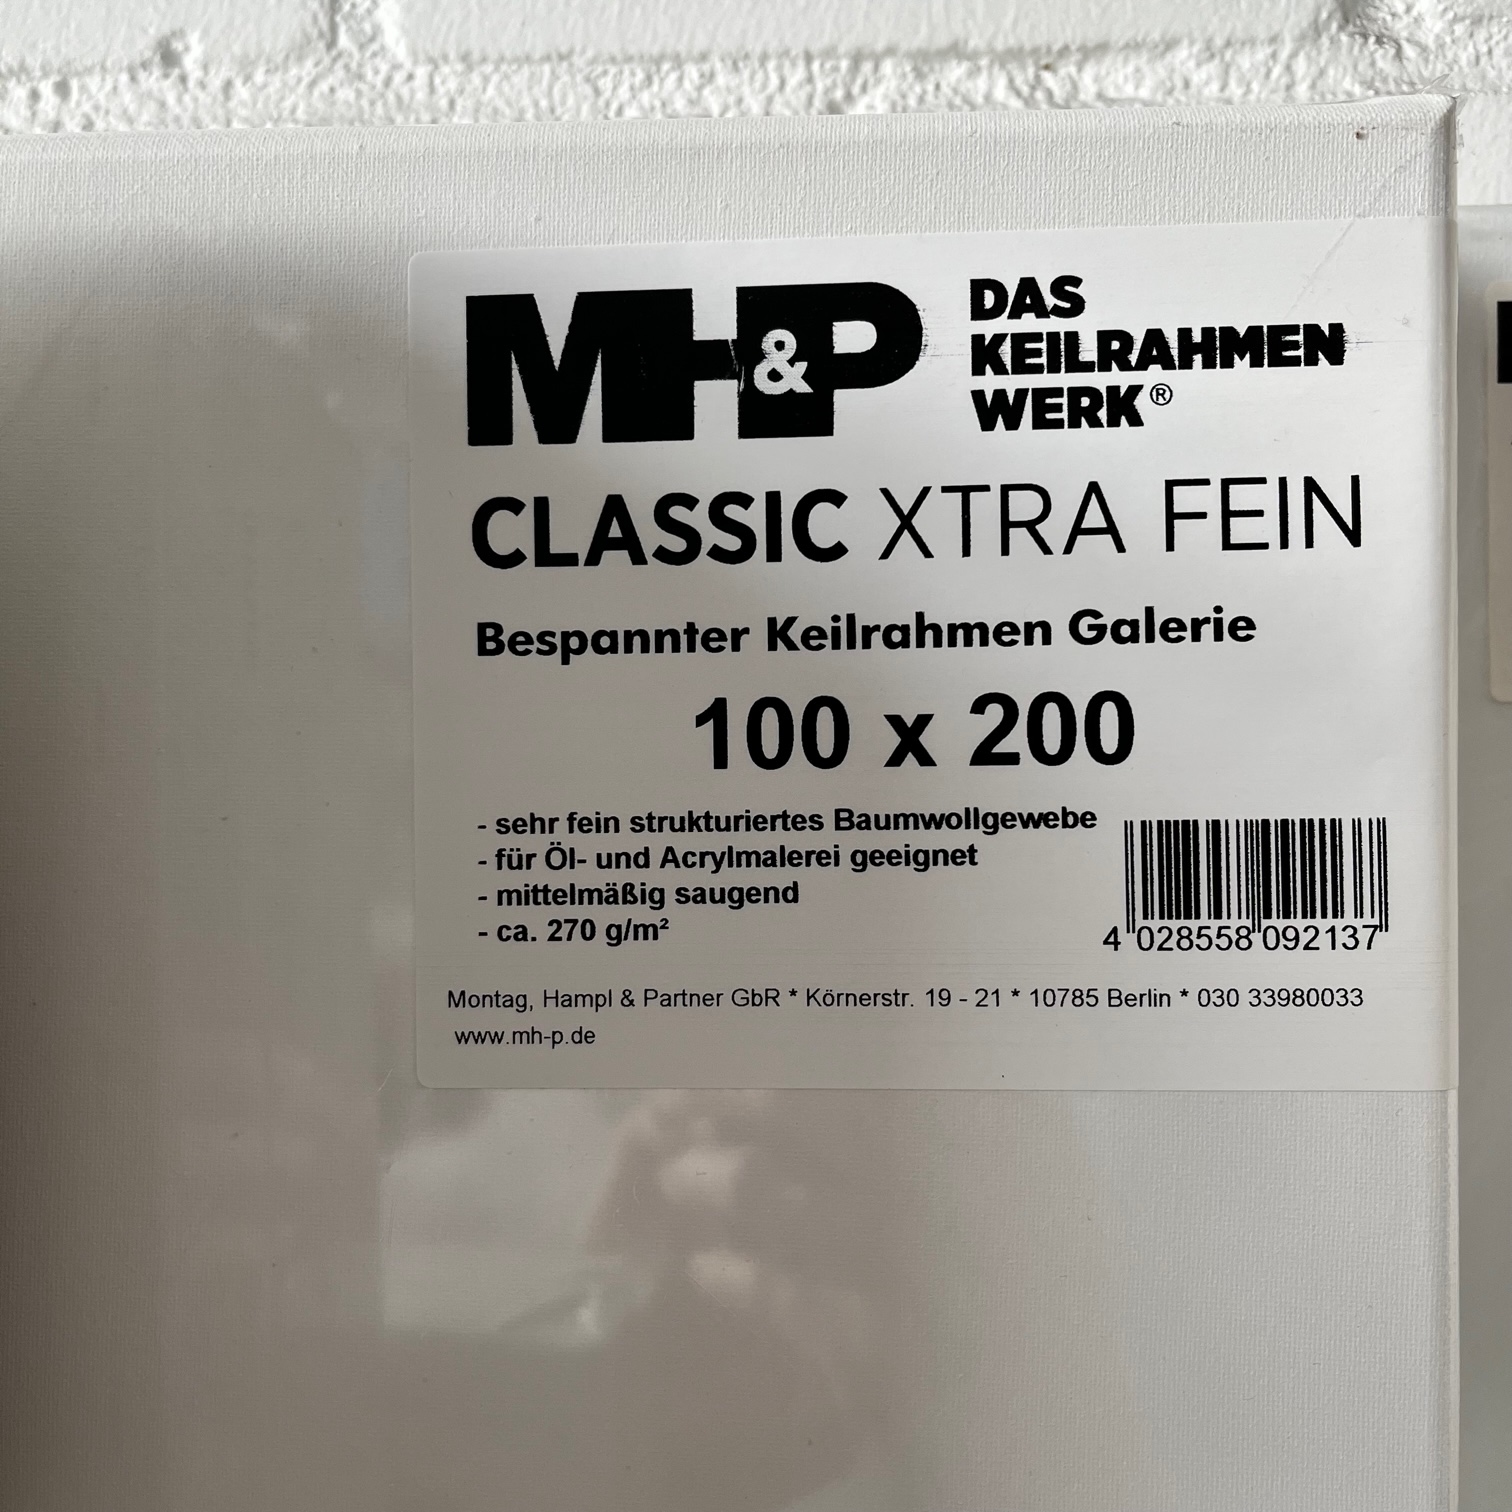 MH&P
DAS
KEILRAHMEN
WERK®
CLASSIC XTRA FEIN
Bespannter Keilrahmen Galerie
100 x 200
- sehr fein strukturiertes Baumwollgewebe
- für Öl- und Acrylmalerei geeignet
- mittelmäßig saugend
- ca. 270 g/m²
4 028558 092137
Montag, Hampl & Partner GbR * Körnerstr. 19 - 21 * 10785 Berlin * 030 33980033
www.mh-p.de